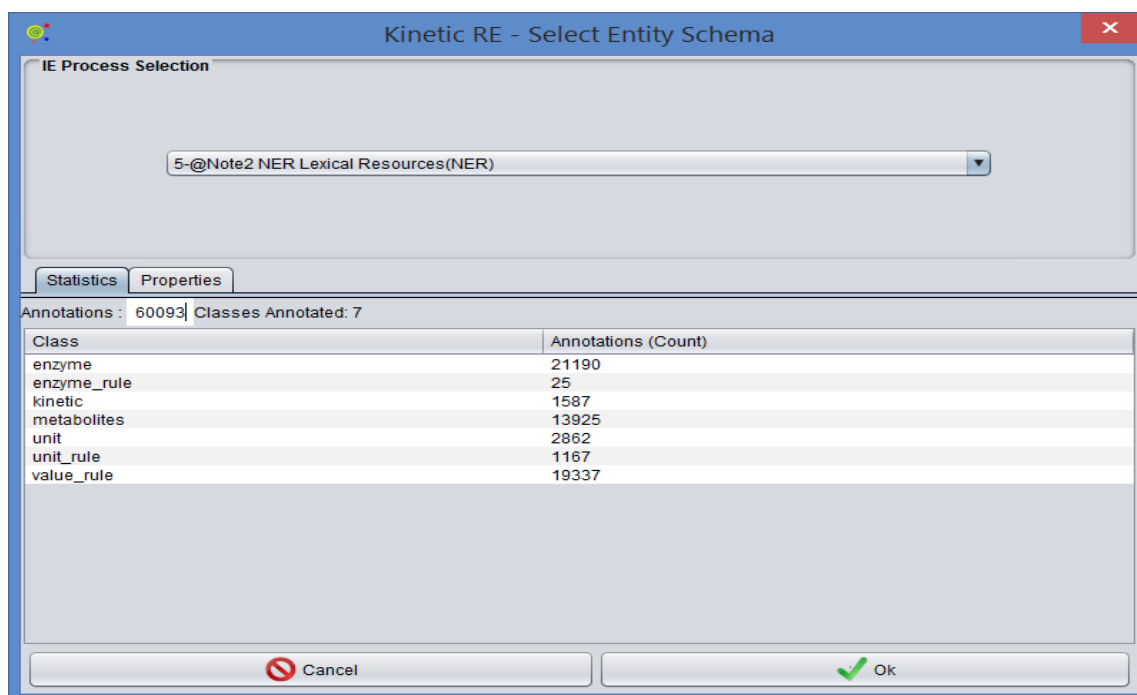 Kinetic RE - Select Entity Schema
IE Process Selection
5-@Note2 NER Lexical Resources(NER)
Statistics Properties
Annotations : 60093 Classes Annotated: 7
Class Annotations (Count)
enzyme 21190
enzyme_rule 25
kinetic 1587
metabolites 13925
unit 2862
unit_rule 1167
value_rule 19337
Cancel Ok